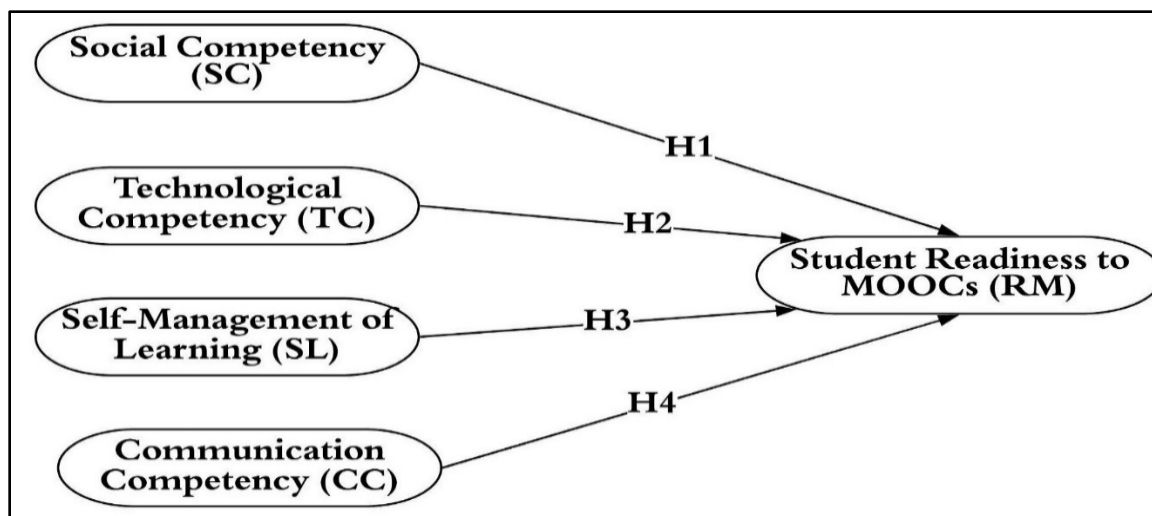 Social Competency
(SC)
H1
Technological
Competency (TC)
H2
Student Readiness to
MOOCs (RM)
Self-Management of
Learning (SL)
H3
H4
Communication
Competency (CC)